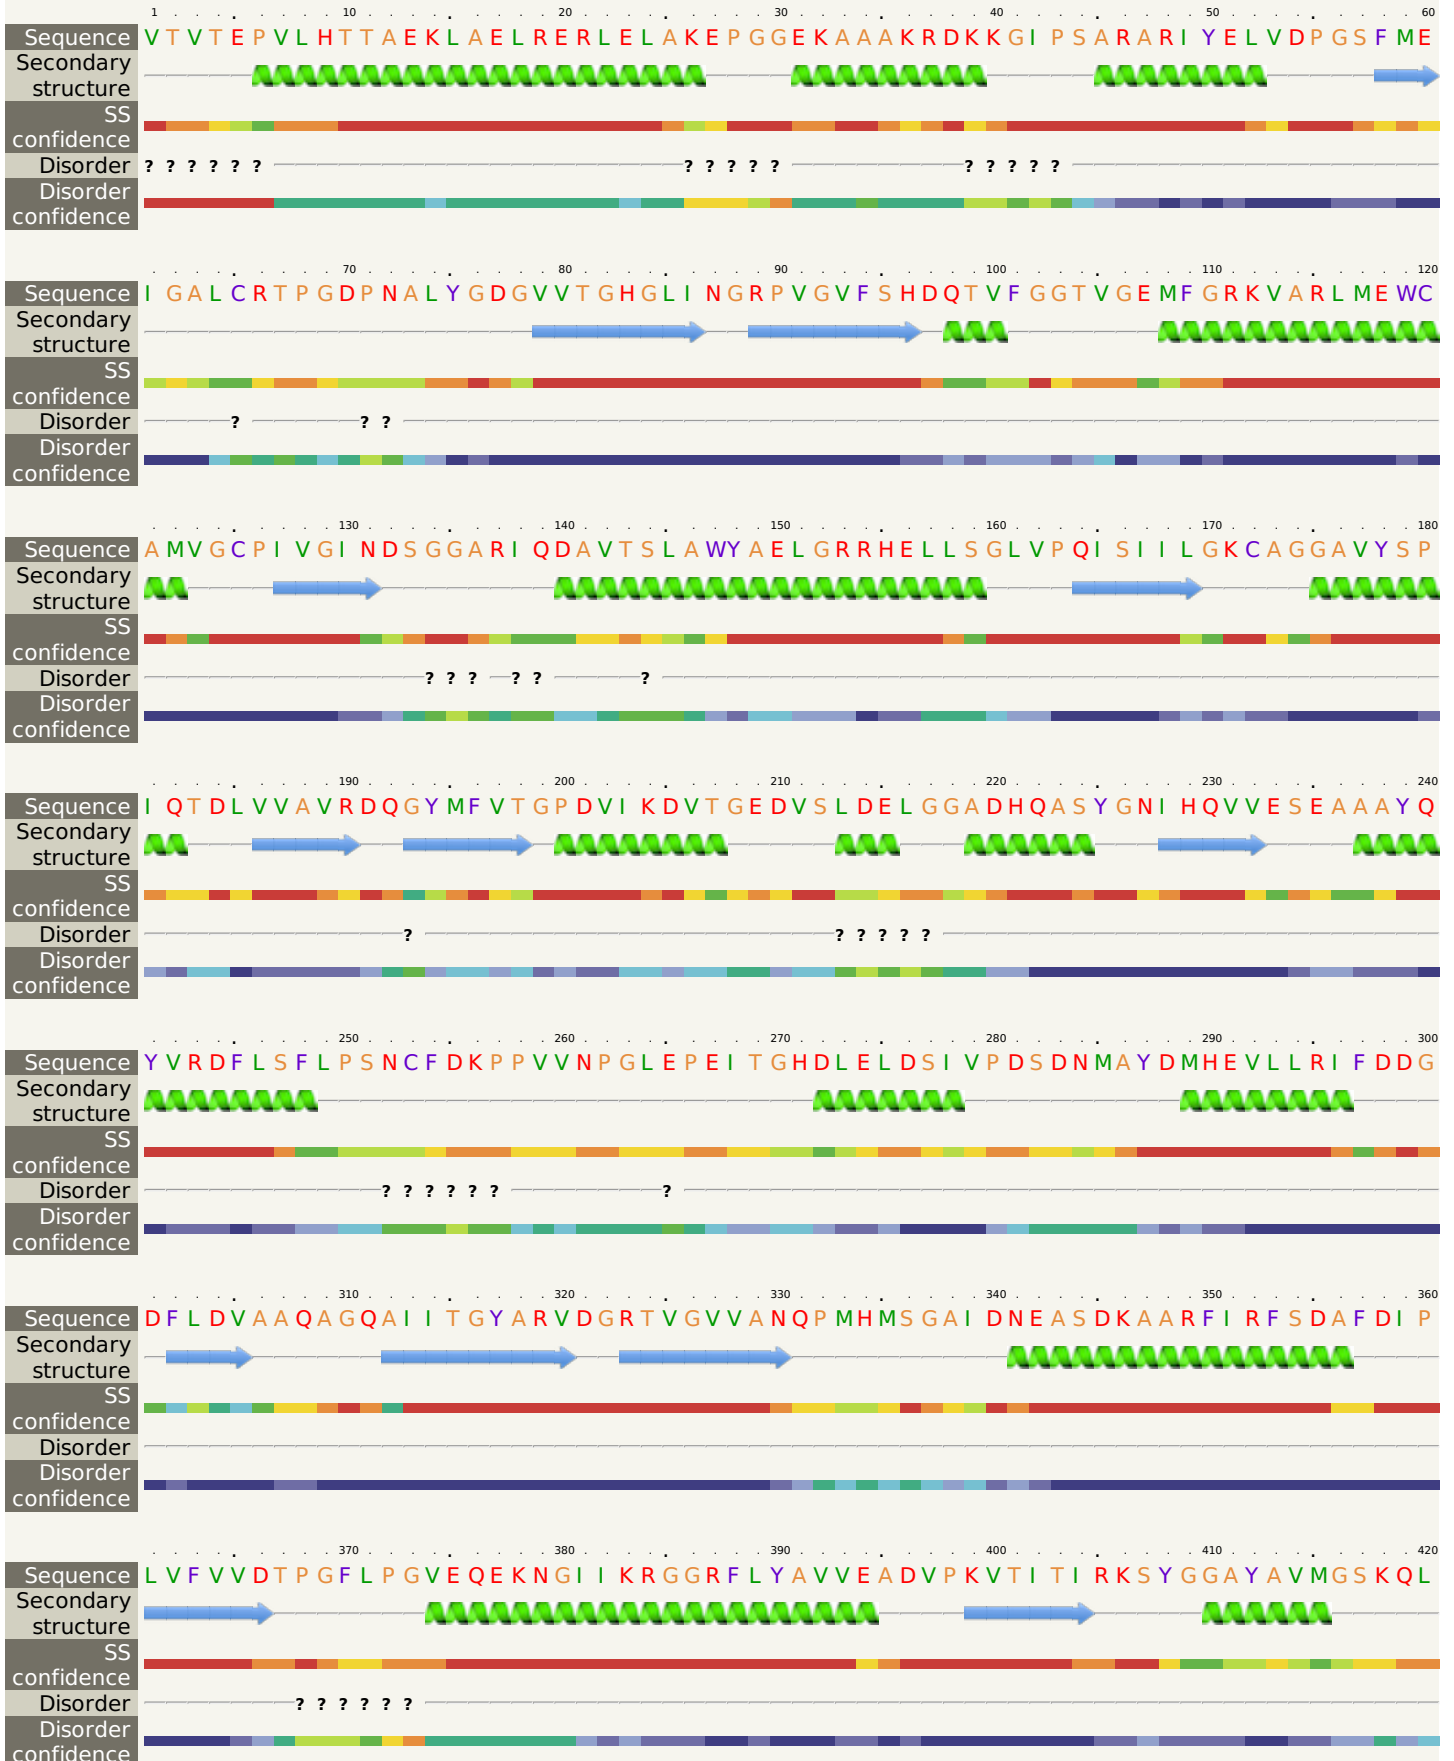 1 10 20 30 40 50 60
Sequence VTVTEPVLHTTAEKLAELRERLELAKEPGGEKAAAKRDKKGIPSARARIYELVDPGSFME
Secondary structure
SS confidence
Disorder ? ? ? ? ? ? ? ? ? ? ? ? ? ? ? ?
Disorder confidence
70 80 90 100 110 120
Sequence IGALCRTPGDPNALYGDGVVTGHGLINGRPVGVFSHDQTVFGGTVGEMFGRKVARLMEWC
Secondary structure
SS confidence
Disorder ? ? ?
Disorder confidence
130 140 150 160 170 180
Sequence AMVGCPIVGINDSGGARIQDAVTSLAWYAELGRRHELLSGLVPQISIILGKCAGGAVYSP
Secondary structure
SS confidence
Disorder ? ? ? ? ? ?
Disorder confidence
190 200 210 220 230 240
Sequence IQTDLVVAVRDQGYMFVTGPDVIKDVTGEDVSLDELGGADHQASYGNIHQVVESEAAAYQ
Secondary structure
SS confidence
Disorder ? ? ? ? ? ?
Disorder confidence
250 260 270 280 290 300
Sequence YVRDFLSFLPSNCFDKPPVVNPGLEPEITGHDLELDSIVPDSDNMAYDMHEVLLRIFDDG
Secondary structure
SS confidence
Disorder ? ? ? ? ? ? ?
Disorder confidence
310 320 330 340 350 360
Sequence DFLDVAAQAGQAIITGYARVDGRTVGVVANQPMHMSGAIDNEASDKAARFIRFSDAFDIP
Secondary structure
SS confidence
Disorder
Disorder confidence
370 380 390 400 410 420
Sequence LVFVVDTPGFLPGVEQEKNGIIKRGGRFLYAVVEADVPKVTITIRKSYGGAYAVMGSKQL
Secondary structure
SS confidence
Disorder ? ? ? ? ? ?
Disorder confidence